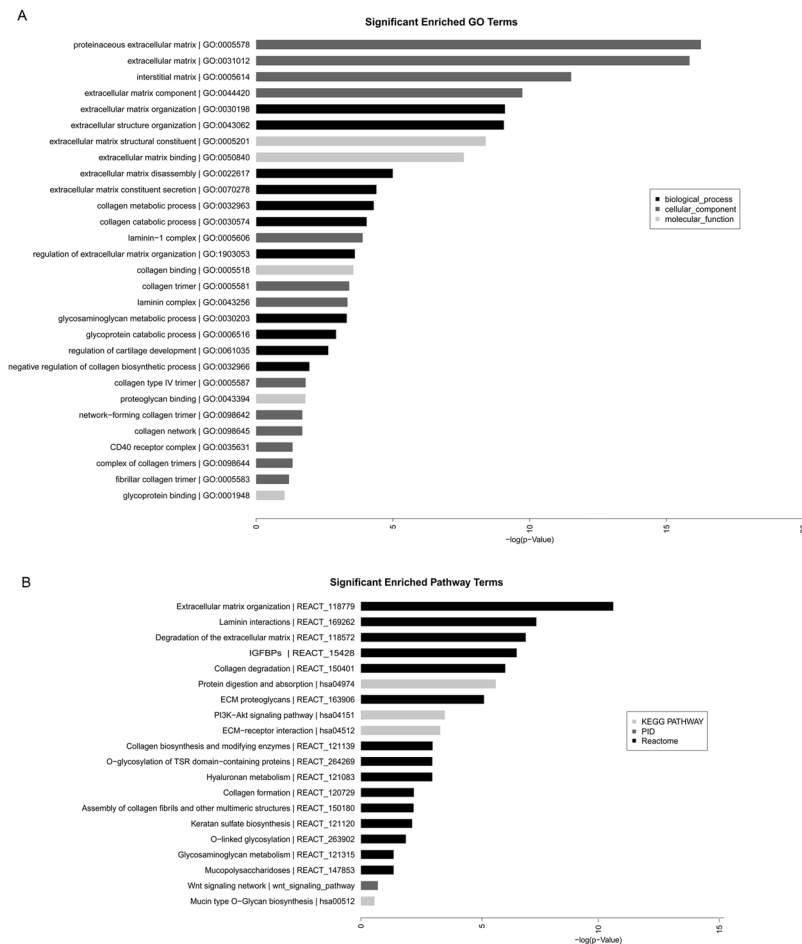 A
Significant Enriched GO Terms
proteinaceous extracellular matrix | GO:0005578
extracellular matrix | GO:0031012
interstitial matrix | GO:0005614
extracellular matrix component | GO:0044420
extracellular matrix organization | GO:0030198
extracellular structure organization | GO:0043062
extracellular matrix structural constituent | GO:0005201
extracellular matrix binding | GO:0050840
extracellular matrix disassembly | GO:0022617
extracellular matrix constituent secretion | GO:0070278
collagen metabolic process | GO:0032963
collagen catabolic process | GO:0030574
laminin−1 complex | GO:0005606
regulation of extracellular matrix organization | GO:1903053
collagen binding | GO:0005518
collagen trimer | GO:0005581
laminin complex | GO:0043256
glycosaminoglycan metabolic process | GO:0030203
glycoprotein catabolic process | GO:0006516
regulation of cartilage development | GO:0061035
negative regulation of collagen biosynthetic process | GO:0032966
collagen type IV trimer | GO:0005587
proteoglycan binding | GO:0043394
network−forming collagen trimer | GO:0098642
collagen network | GO:0098645
CD40 receptor complex | GO:0035631
complex of collagen trimers | GO:0098644
fibrillar collagen trimer | GO:0005583
glycoprotein binding | GO:0001948
biological_process
cellular_component
molecular_function
0 5 10 15 20
−log(p−Value)
B
Significant Enriched Pathway Terms
Extracellular matrix organization | REACT_118779
Laminin interactions | REACT_169262
Degradation of the extracellular matrix | REACT_118572
IGFBPs | REACT_15428
Collagen degradation | REACT_150401
Protein digestion and absorption | hsa04974
ECM proteoglycans | REACT_163906
PI3K−Akt signaling pathway | hsa04151
ECM−receptor interaction | hsa04512
Collagen biosynthesis and modifying enzymes | REACT_121139
O−glycosylation of TSR domain−containing proteins | REACT_264269
Hyaluronan metabolism | REACT_121083
Collagen formation | REACT_120729
Assembly of collagen fibrils and other multimeric structures | REACT_150180
Keratan sulfate biosynthesis | REACT_121120
O−linked glycosylation | REACT_263902
Glycosaminoglycan metabolism | REACT_121315
Mucopolysaccharidoses | REACT_147853
Wnt signaling network | wnt_signaling_pathway
Mucin type O−Glycan biosynthesis | hsa00512
KEGG PATHWAY
PID
Reactome
0 5 10 15
−log(p−Value)